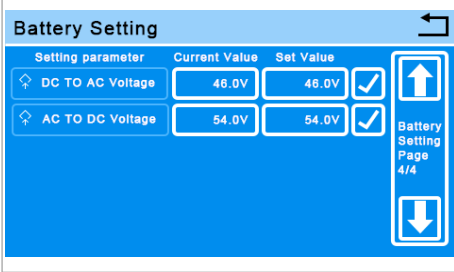 Battery Setting
Setting parameter Current Value Set Value
DC TO AC Voltage 46.0V 46.0V
AC TO DC Voltage 54.0V 54.0V
Battery
Setting
Page
4/4